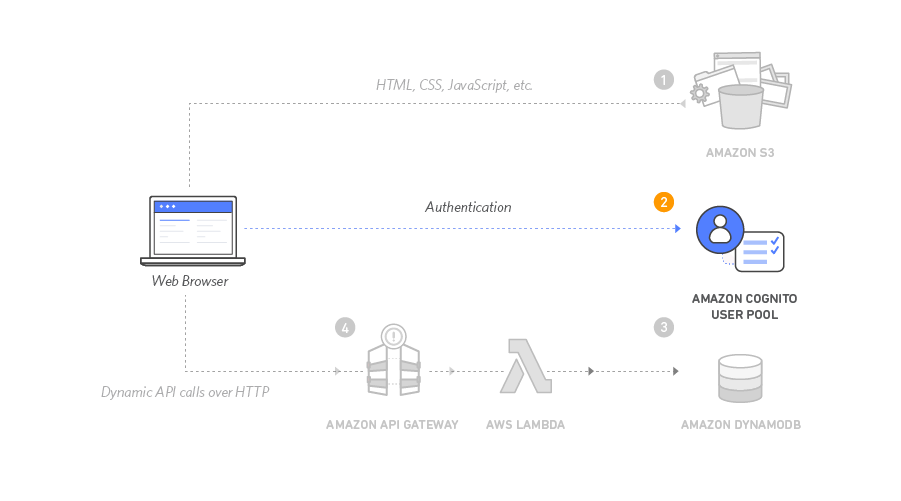 HTML, CSS, JavaScript, etc.
1
AMAZON S3
Authentication
2
Web Browser
AMAZON COGNITO
USER POOL
4
3
Dynamic API calls over HTTP
AMAZON API GATEWAY
AWS LAMBDA
AMAZON DYNAMODB